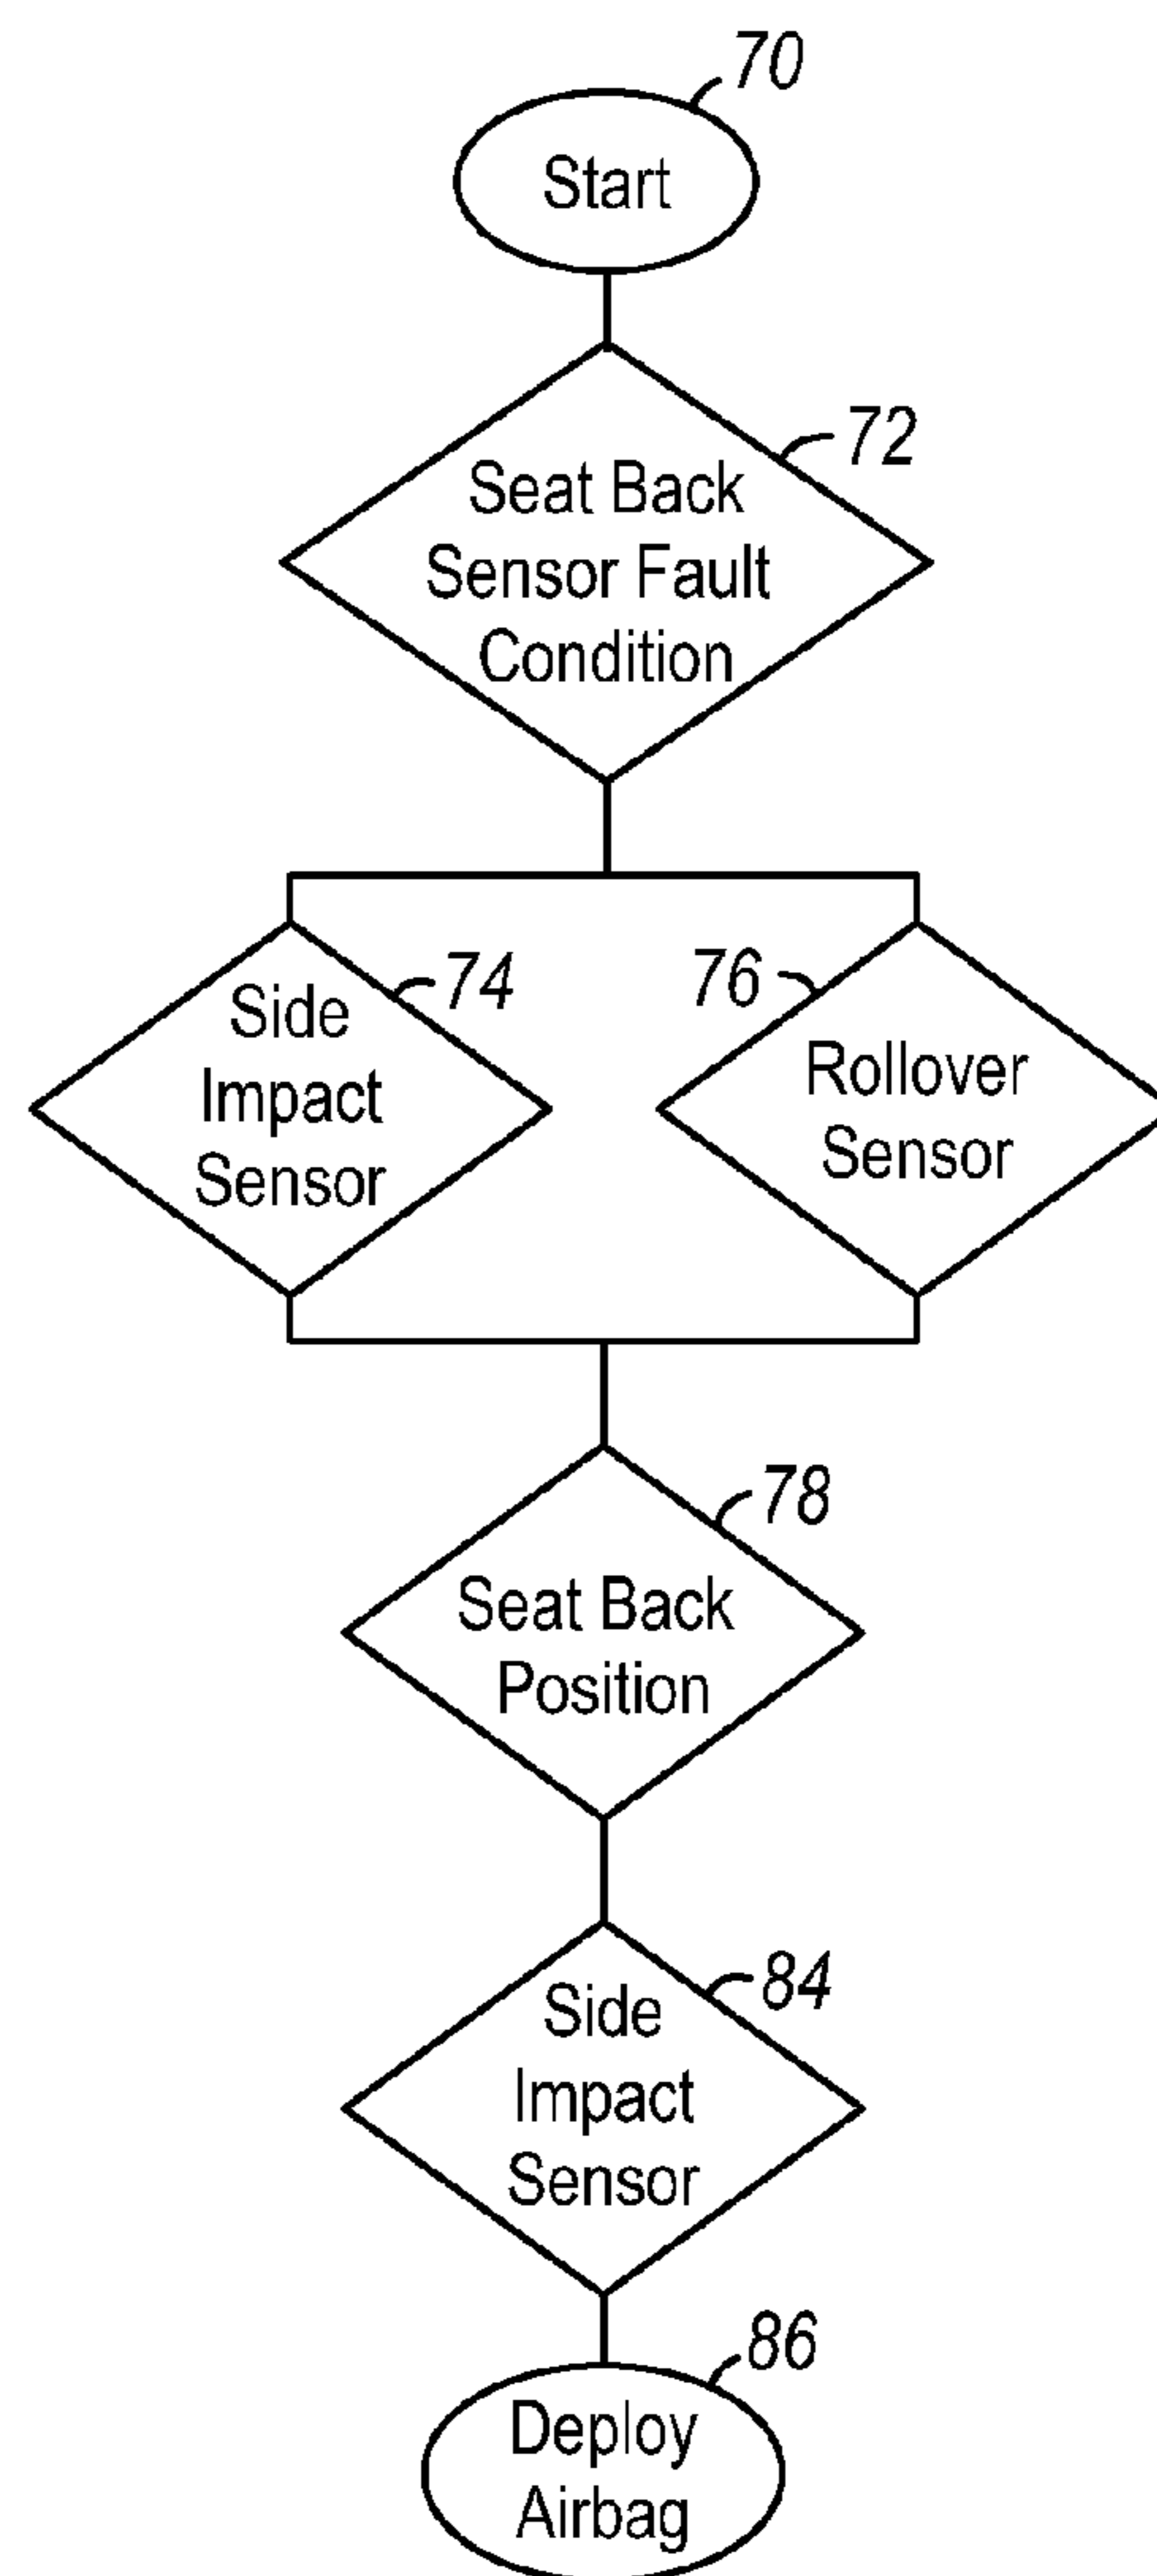 70
Start
72
Seat Back
Sensor Fault
Condition
74
Side
Impact
Sensor
76
Rollover
Sensor
78
Seat Back
Position
84
Side
Impact
Sensor
86
Deploy
Airbag